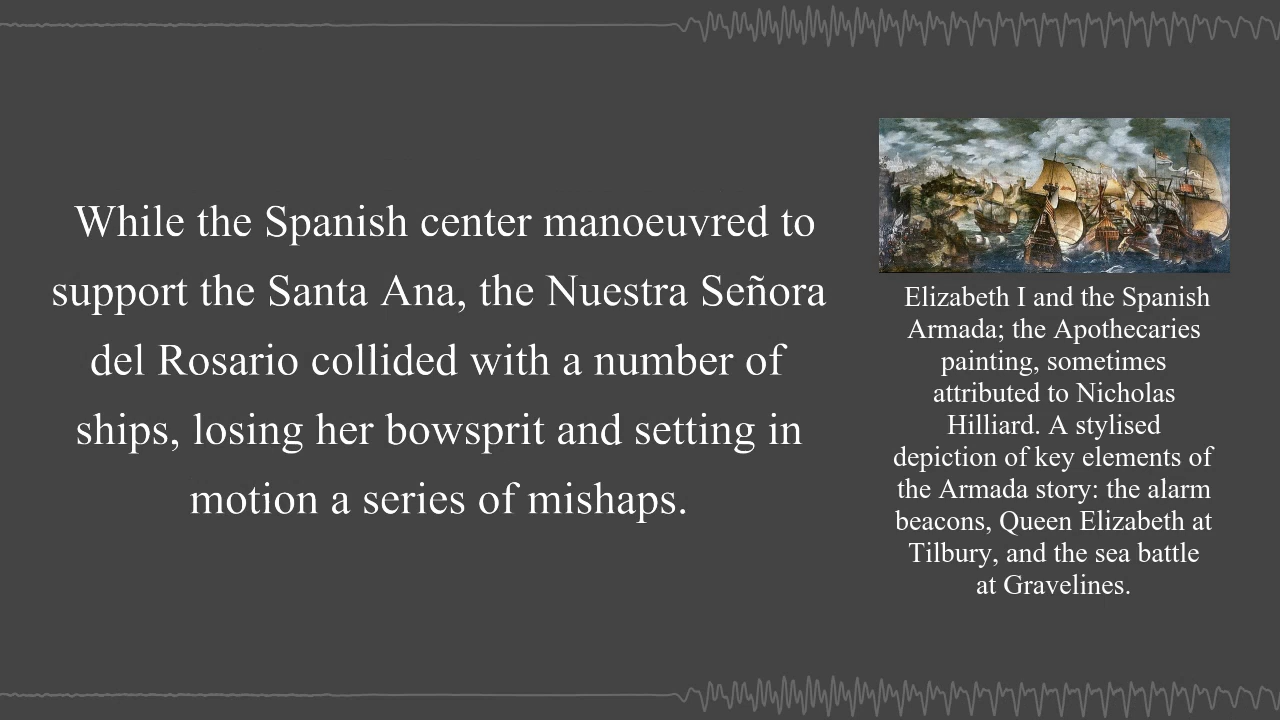 While the Spanish center manoeuvred to
support the Santa Ana, the Nuestra Señora
del Rosario collided with a number of
ships, losing her bowsprit and setting in
motion a series of mishaps.
Elizabeth I and the Spanish
Armada; the Apothecaries
painting, sometimes
attributed to Nicholas
Hilliard. A stylised
depiction of key elements of
the Armada story: the alarm
beacons, Queen Elizabeth at
Tilbury, and the sea battle
at Gravelines.